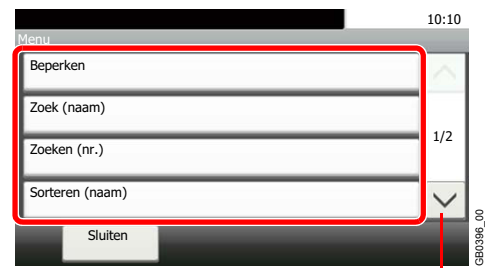 10:10
Menu
Beperken
Zoek (naam)
1/2
Zoeken (nr.)
Sorteren (naam)
Sluiten
GB0396_00